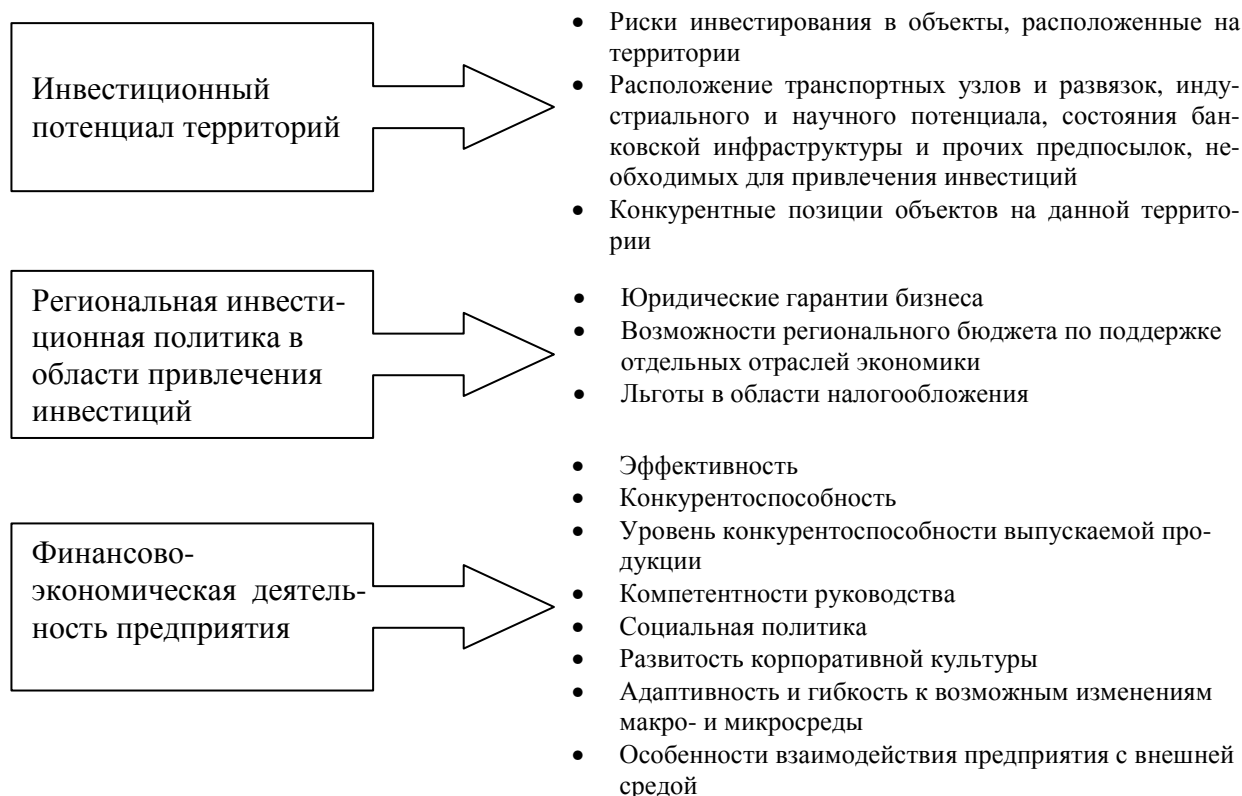 Инвестиционный
потенциал территорий
• Риски инвестирования в объекты, расположенные на
территории
• Расположение транспортных узлов и развязок, инду-
стриального и научного потенциала, состояния бан-
ковской инфраструктуры и прочих предпосылок, не-
обходимых для привлечения инвестиций
• Конкурентные позиции объектов на данной террито-
рии
Региональная инвести-
ционная политика в
области привлечения
инвестиций
• Юридические гарантии бизнеса
• Возможности регионального бюджета по поддержке
отдельных отраслей экономики
• Льготы в области налогообложения
Финансово-
экономическая деятель-
ность предприятия
• Эффективность
• Конкурентоспособность
• Уровень конкурентоспособности выпускаемой про-
дукции
• Компетентности руководства
• Социальная политика
• Развитость корпоративной культуры
• Адаптивность и гибкость к возможным изменениям
макро- и микросреды
• Особенности взаимодействия предприятия с внешней
средой